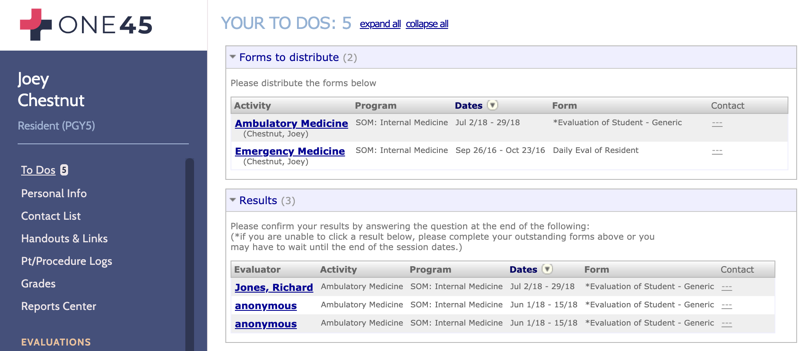 ONE45
YOUR TO DOS: 5 expand all collapse all
Joey
Chestnut
Resident (PGY5)
To Dos 5
Personal Info
Contact List
Handouts & Links
Pt/Procedure Logs
Grades
Reports Center
EVALUATIONS
Forms to distribute (2)
Please distribute the forms below
Activity Program Dates Form Contact
Ambulatory Medicine SOM: Internal Medicine Jul 2/18 - 29/18 *Evaluation of Student - Generic ---
(Chestnut, Joey)
Emergency Medicine SOM: Internal Medicine Sep 26/16 - Oct 23/16 Daily Eval of Resident ---
(Chestnut, Joey)
Results (3)
Please confirm your results by answering the question at the end of the following:
(*if you are unable to click a result below, please complete your outstanding forms above or you
may have to wait until the end of the session dates.)
Evaluator Activity Program Dates Form Contact
Jones, Richard Ambulatory Medicine SOM: Internal Medicine Jul 2/18 - 29/18 *Evaluation of Student - Generic ---
anonymous Ambulatory Medicine SOM: Internal Medicine Jun 1/18 - 15/18 *Evaluation of Student - Generic ---
anonymous Ambulatory Medicine SOM: Internal Medicine Jun 1/18 - 15/18 *Evaluation of Student - Generic ---